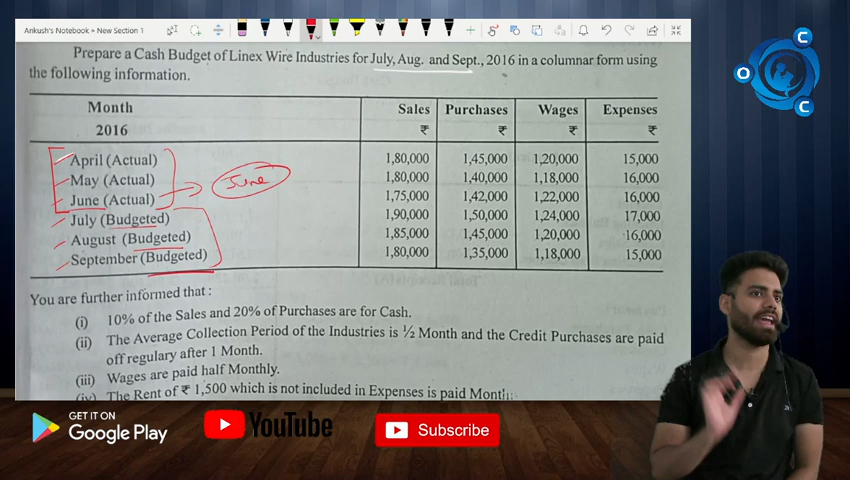 Ankush's Notebook » New Section 1
Prepare a Cash Budget of Linex Wire Industries for July, Aug. and Sept., 2016 in a columnar form using
the following information.
Month Sales Purchases Wages Expenses
2016 ₹ ₹ ₹ ₹
April (Actual) 1,80,000 1,45,000 1,20,000 15,000
May (Actual) 1,80,000 1,40,000 1,18,000 16,000
June (Actual) 1,75,000 1,42,000 1,22,000 16,000
June
July (Budgeted) 1,90,000 1,50,000 1,24,000 17,000
August (Budgeted) 1,85,000 1,45,000 1,20,000 16,000
September (Budgeted) 1,80,000 1,35,000 1,18,000 15,000
You are further informed that :
(i) 10% of the Sales and 20% of Purchases are for Cash.
(ii) The Average Collection Period of the Industries is ½ Month and the Credit Purchases are paid
off regulary after 1 Month.
(iii) Wages are paid half Monthly.
(iv) The Rent of ₹ 1,500 which is not included in Expenses is paid
C
O
C
GET IT ON
Google Play
YouTube
Subscribe